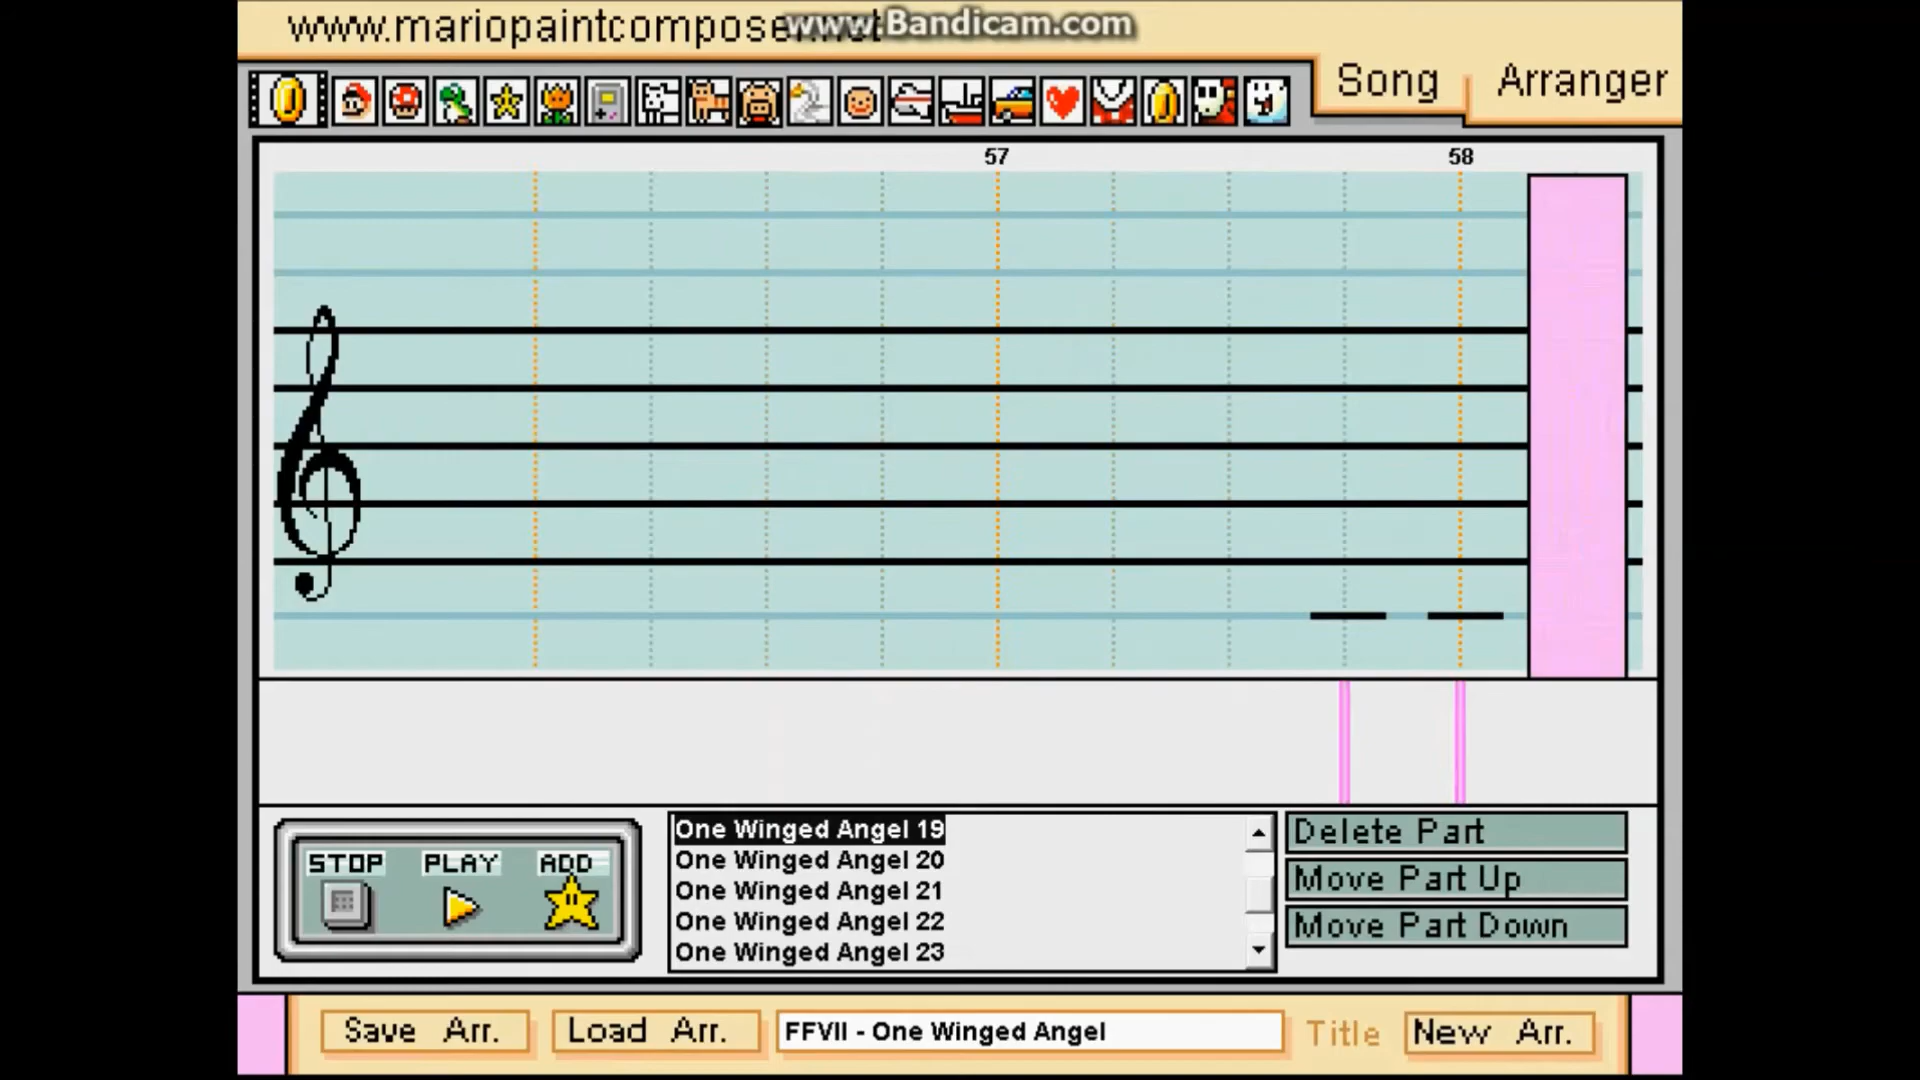 www.mariopaintcomposer.net
www.Bandicam.com
Song
Arranger
57
58
STOP
PLAY
ADD
One Winged Angel 19
One Winged Angel 20
One Winged Angel 21
One Winged Angel 22
One Winged Angel 23
Delete Part
Move Part Up
Move Part Down
Save Arr.
Load Arr.
FFVII - One Winged Angel
Title
New Arr.